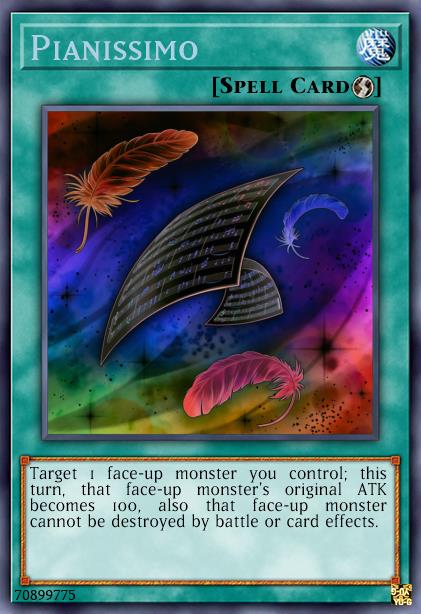 Pianissimo
魔
[Spell Card]
Target 1 face-up monster you control; this
turn, that face-up monster's original ATK
becomes 100, also that face-up monster
cannot be destroyed by battle or card effects.
70899775